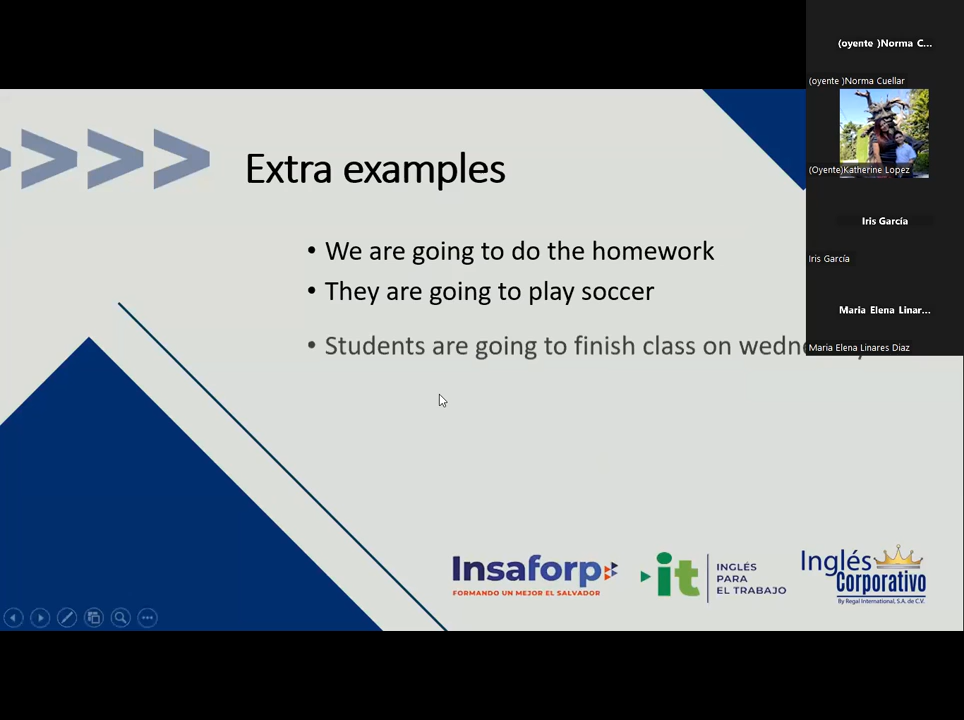 (oyente )Norma C...
(oyente )Norma Cuellar
(Oyente)Katherine Lopez
Iris García
Iris García
Maria Elena Linar...
Maria Elena Linares Diaz
Extra examples
• We are going to do the homework
• They are going to play soccer
• Students are going to finish class on
Insaforp
FORMANDO UN MEJOR EL SALVADOR
it
INGLÉS
PARA
EL TRABAJO
Inglés
Corporativo
By Regal International, S.A. de C.V.